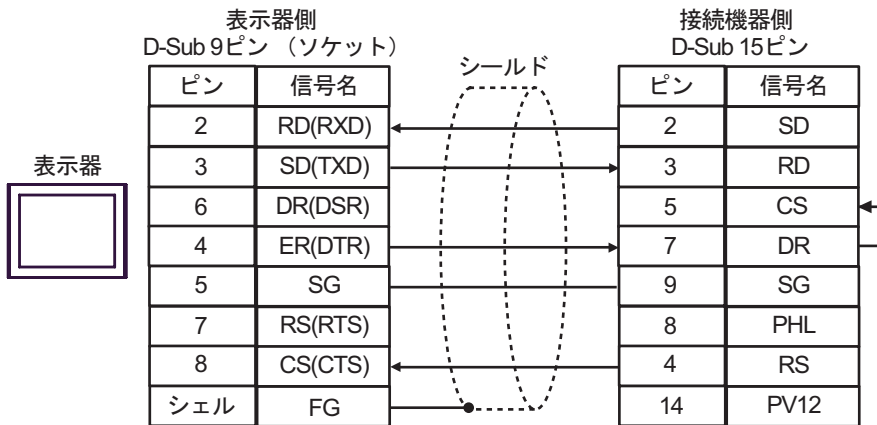 表示器側
D-Sub 9ピン （ソケット）
接続機器側
D-Sub 15ピン
シールド
表示器
ピン 信号名
2 RD(RXD)
3 SD(TXD)
6 DR(DSR)
4 ER(DTR)
5 SG
7 RS(RTS)
8 CS(CTS)
シェル FG
ピン 信号名
2 SD
3 RD
5 CS
7 DR
9 SG
8 PHL
4 RS
14 PV12